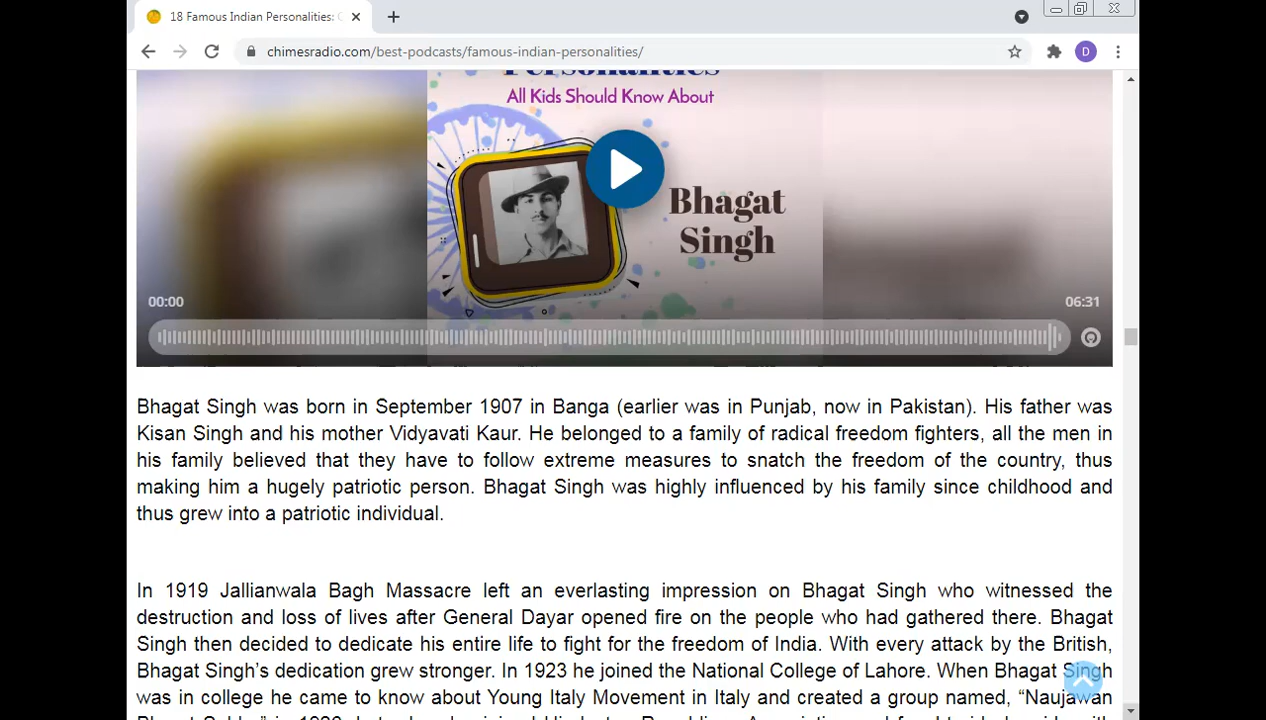 18 Famous Indian Personalities:
chimesradio.com/best-podcasts/famous-indian-personalities/
D
Personalities
All Kids Should Know About
Bhagat
Singh
00:00
06:31
Bhagat Singh was born in September 1907 in Banga (earlier was in Punjab, now in Pakistan). His father was
Kisan Singh and his mother Vidyavati Kaur. He belonged to a family of radical freedom fighters, all the men in
his family believed that they have to follow extreme measures to snatch the freedom of the country, thus
making him a hugely patriotic person. Bhagat Singh was highly influenced by his family since childhood and
thus grew into a patriotic individual.
In 1919 Jallianwala Bagh Massacre left an everlasting impression on Bhagat Singh who witnessed the
destruction and loss of lives after General Dayar opened fire on the people who had gathered there. Bhagat
Singh then decided to dedicate his entire life to fight for the freedom of India. With every attack by the British,
Bhagat Singh’s dedication grew stronger. In 1923 he joined the National College of Lahore. When Bhagat Singh
was in college he came to know about Young Italy Movement in Italy and created a group named, “Naujawan